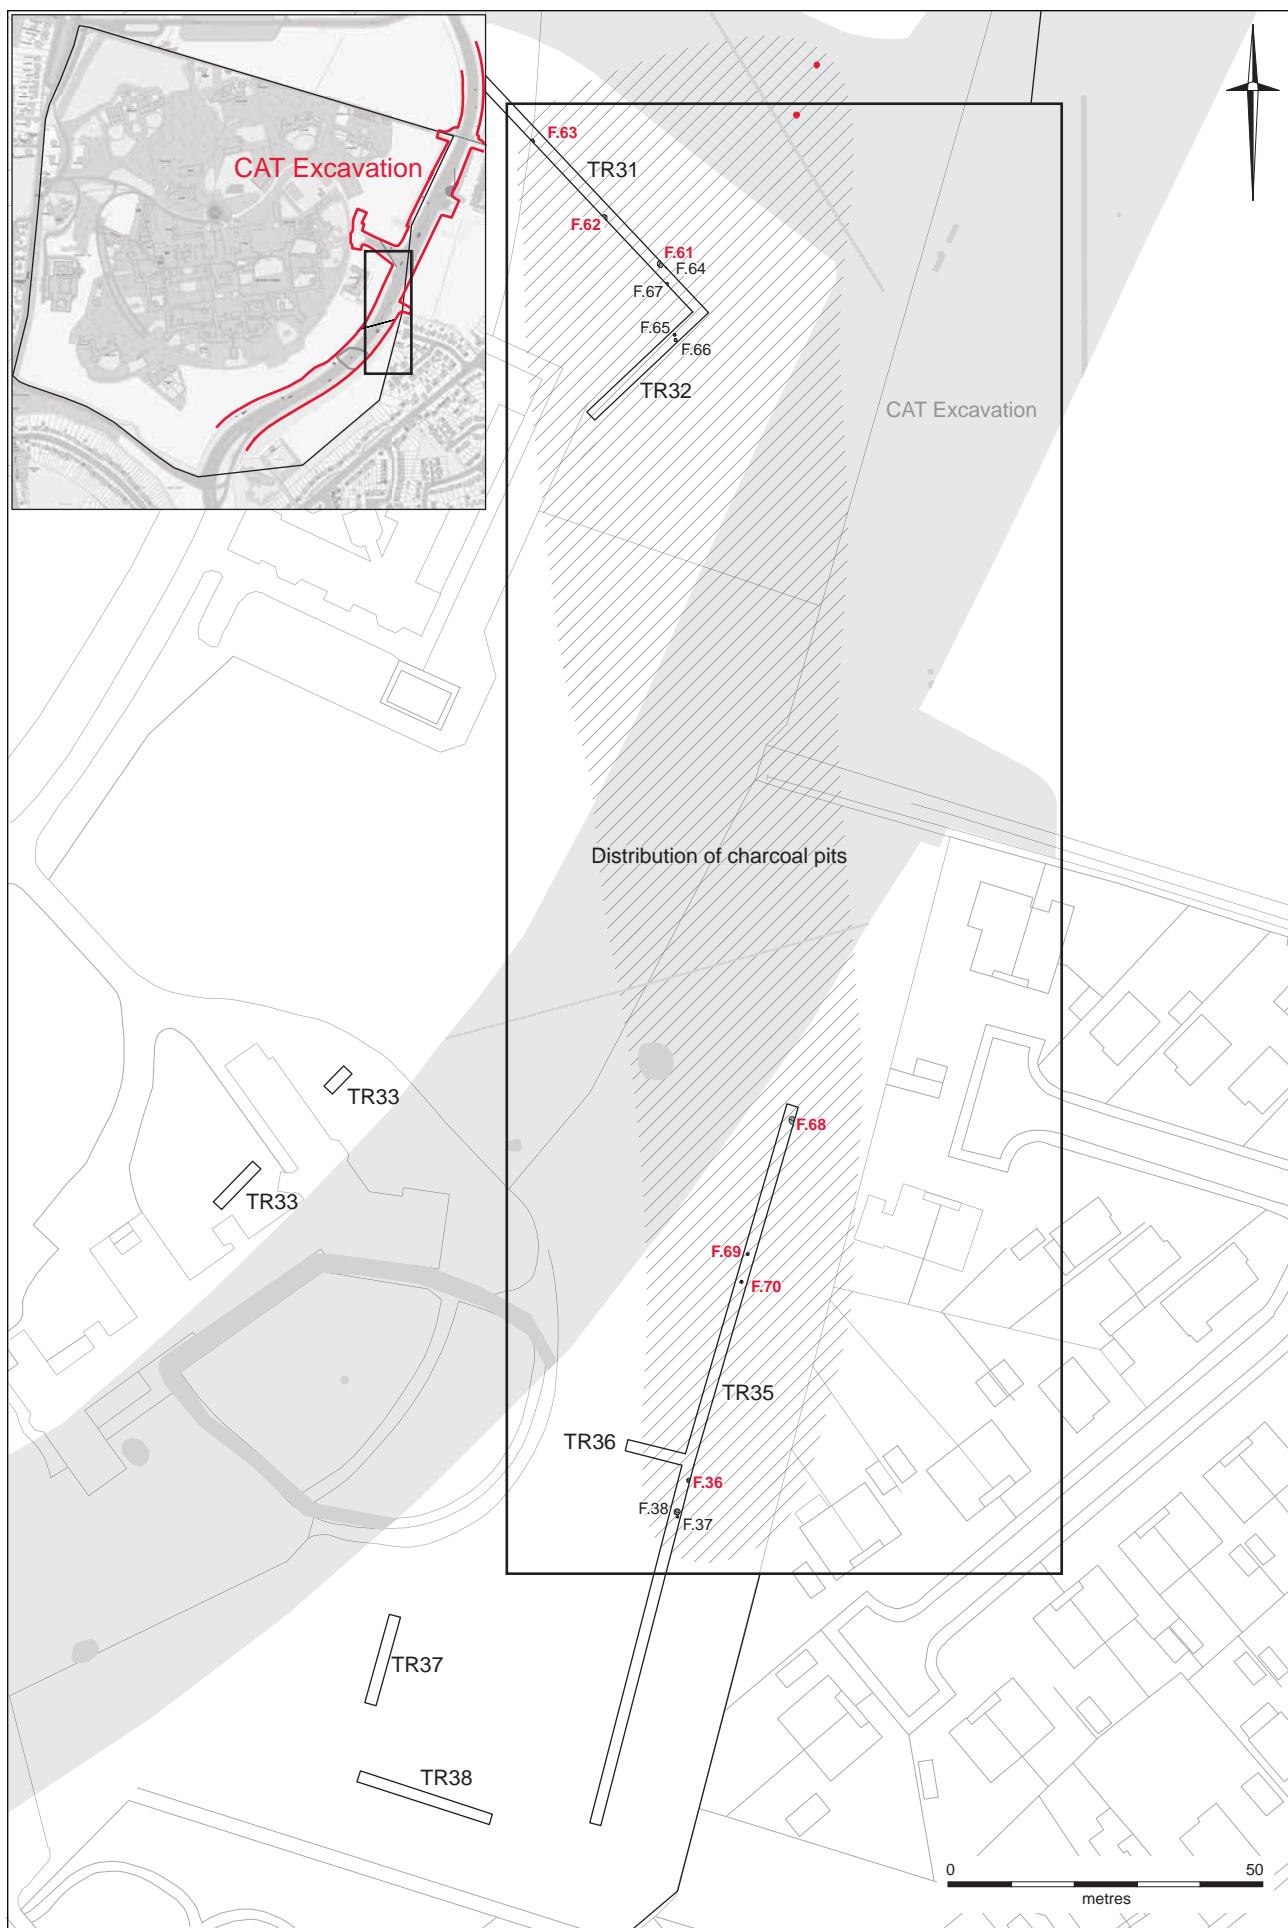 CAT Excavation
F.63
TR31
F.62
F.61
F.64
F.67
F.65
F.66
TR32
CAT Excavation
Distribution of charcoal pits
TR33
F.68
TR33
F.69
F.70
TR35
TR36
F.36
F.38
F.37
TR37
TR38
0 50
metres